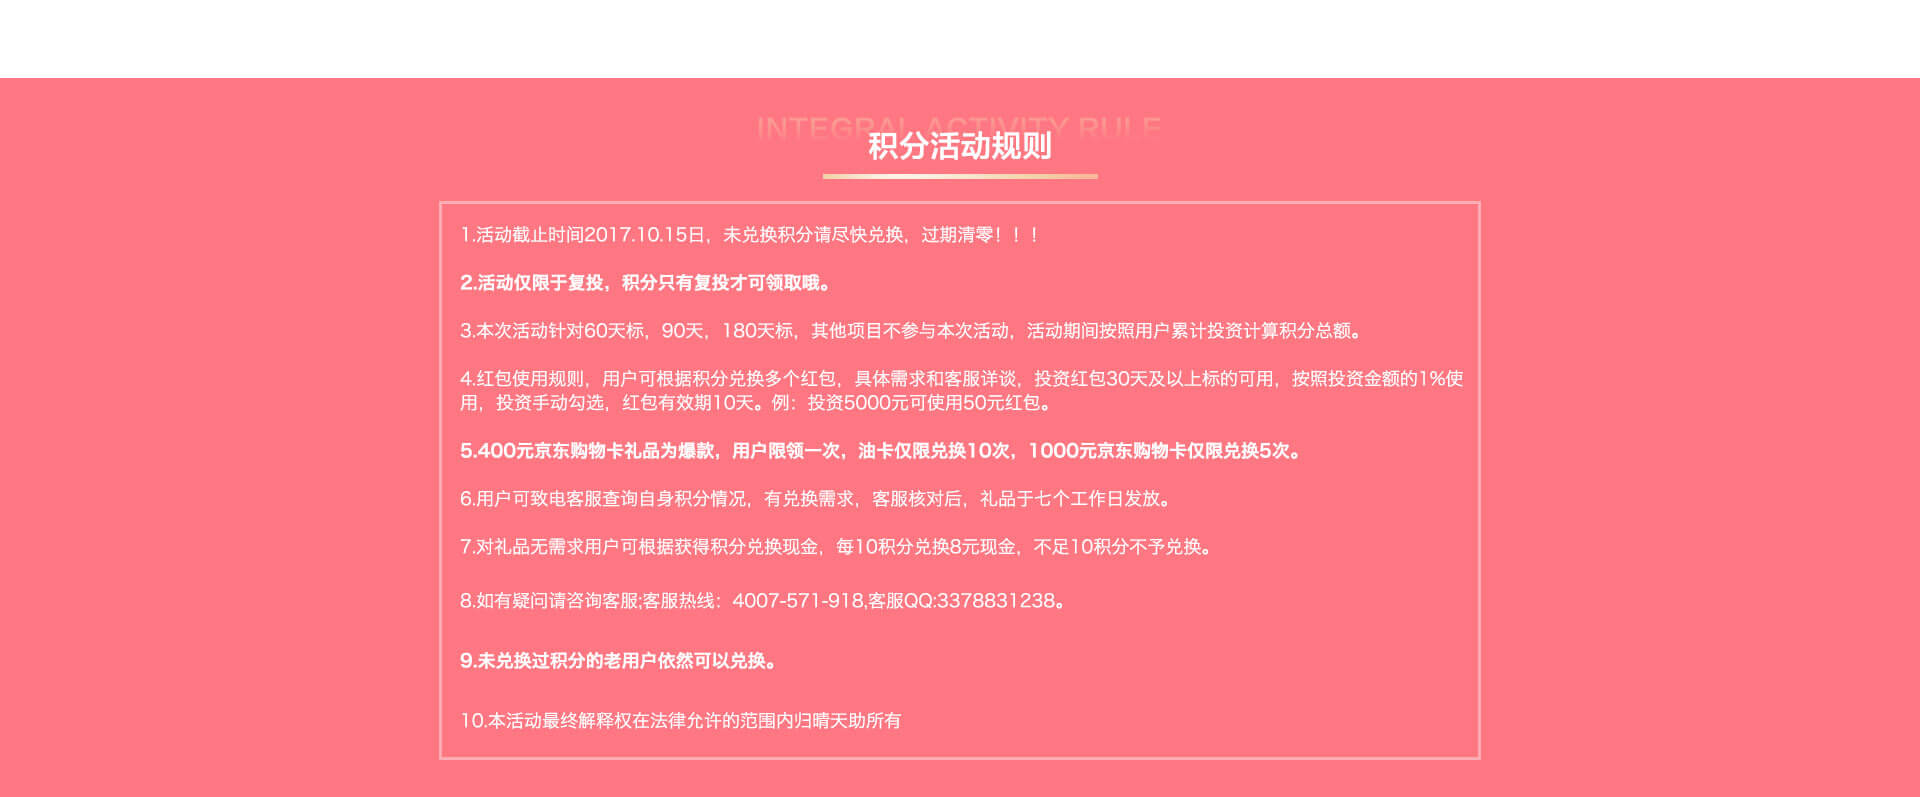 INTEGRAL ACTIVITY RULE
积分活动规则
1.活动截止时间2017.10.15日，未兑换积分请尽快兑换，过期清零！！！
2.活动仅限于复投，积分只有复投才可领取哦。
3.本次活动针对60天标，90天，180天标，其他项目不参与本次活动，活动期间按照用户累计投资计算积分总额。
4.红包使用规则，用户可根据积分兑换多个红包，具体需求和客服详谈，投资红包30天及以上标的可用，按照投资金额的1%使
用，投资手动勾选，红包有效期10天。例：投资5000元可使用50元红包。
5.400元京东购物卡礼品为爆款，用户限领一次，油卡仅限兑换10次，1000元京东购物卡仅限兑换5次。
6.用户可致电客服查询自身积分情况，有兑换需求，客服核对后，礼品于七个工作日发放。
7.对礼品无需求用户可根据获得积分兑换现金，每10积分兑换8元现金，不足10积分不予兑换。
8.如有疑问请咨询客服;客服热线：4007-571-918,客服QQ:3378831238。
9.未兑换过积分的老用户依然可以兑换。
10.本活动最终解释权在法律允许的范围内归晴天助所有